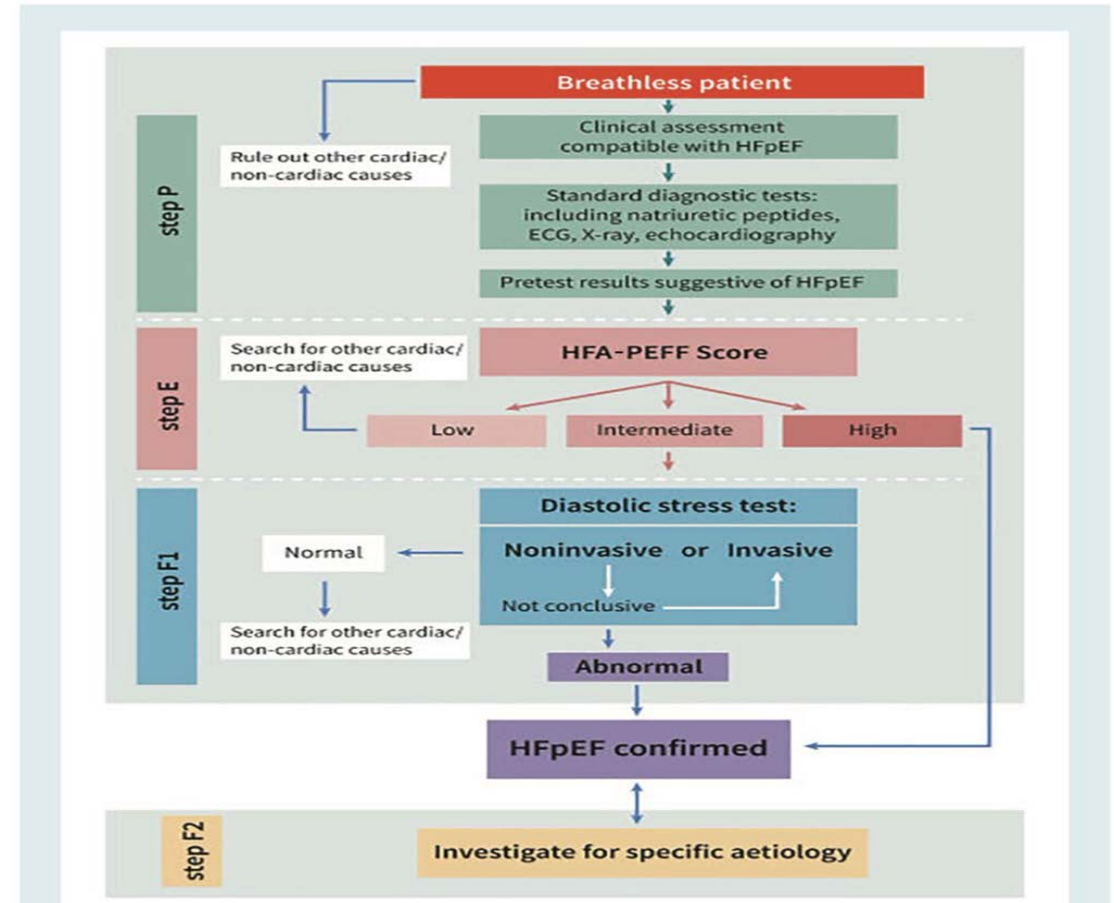 Breathless patient
step P
Rule out other cardiac/
non-cardiac causes
Clinical assessment
compatible with HFpEF
Standard diagnostic tests:
including natriuretic peptides,
ECG, X-ray, echocardiography
Pretest results suggestive of HFpEF
step E
Search for other cardiac/
non-cardiac causes
HFA-PEFF Score
Low
Intermediate
High
step F1
Diastolic stress test:
Noninvasive or Invasive
Not conclusive
Normal
Search for other cardiac/
non-cardiac causes
Abnormal
HFpEF confirmed
step F2
Investigate for specific aetiology